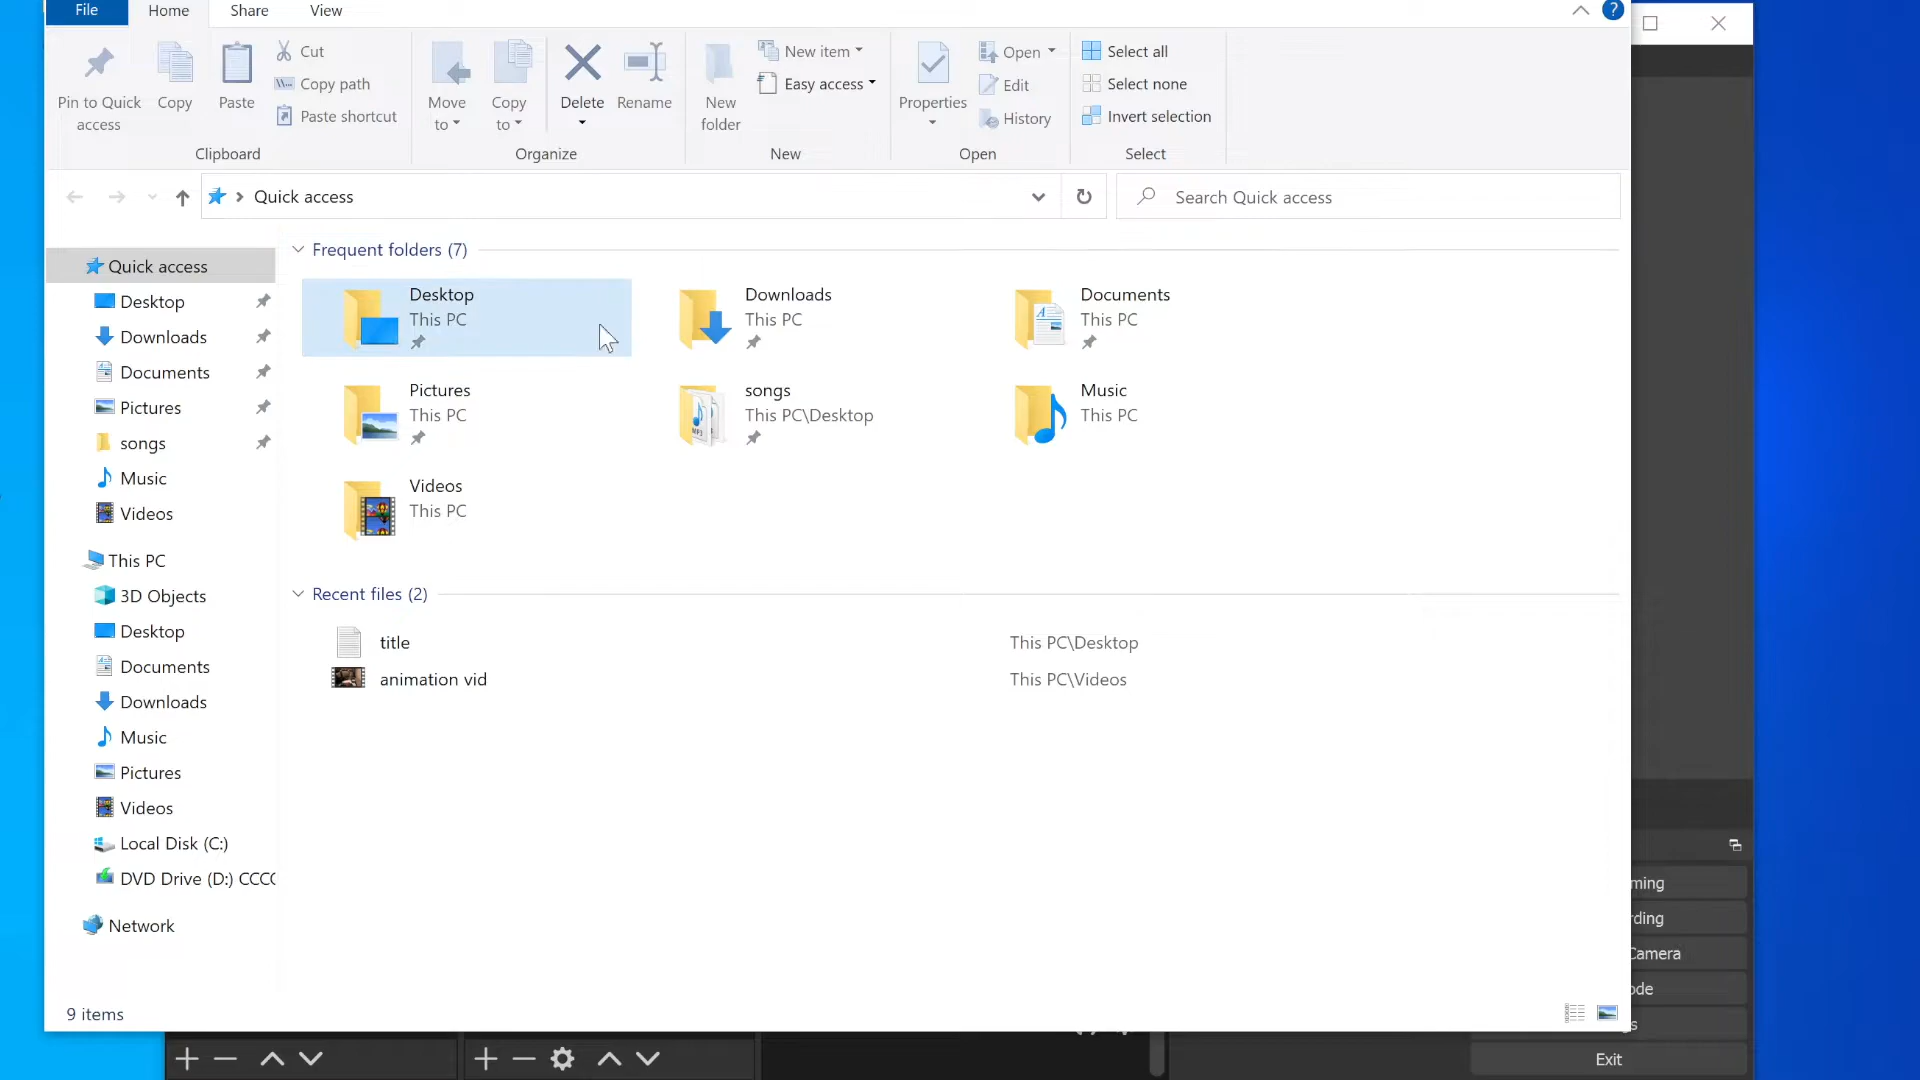 File Home Share View
Pin to Quick access
Copy
Paste
Cut
Copy path
Paste shortcut
Clipboard
Move to
Copy to
Delete
Rename
Organize
New folder
New item
Easy access
New
Properties
Open
Edit
History
Open
Select all
Select none
Invert selection
Select
Quick access
Search Quick access
Quick access
Desktop
Downloads
Documents
Pictures
songs
Music
Videos
This PC
3D Objects
Desktop
Documents
Downloads
Music
Pictures
Videos
Local Disk (C:)
DVD Drive (D:) CCC
Network
Frequent folders (7)
Desktop
This PC
Downloads
This PC
Documents
This PC
Pictures
This PC
songs
This PC\Desktop
Music
This PC
Videos
This PC
Recent files (2)
title This PC\Desktop
animation vid This PC\Videos
9 items
ming
rding
Camera
ode
s
Exit